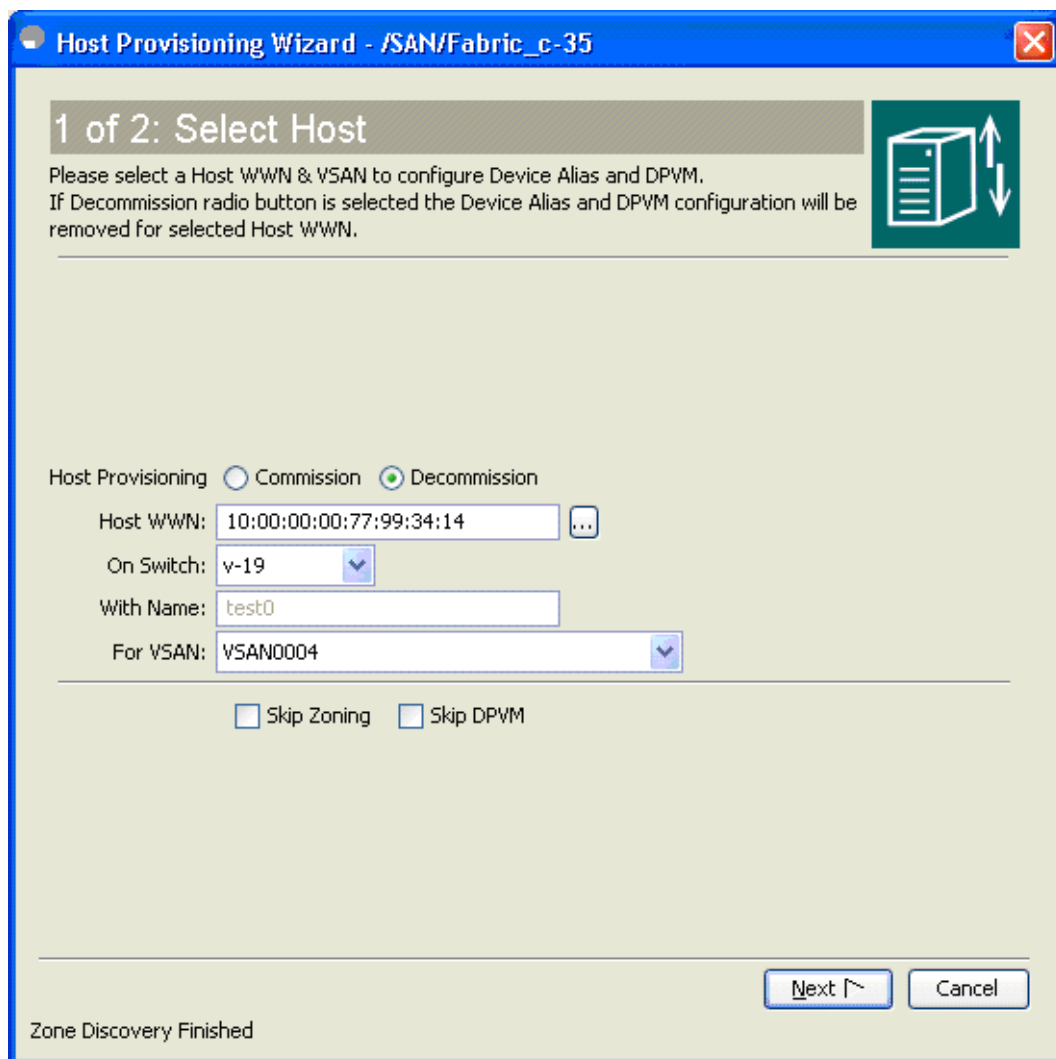 Host Provisioning Wizard - /SAN/Fabric_c-35
1 of 2: Select Host
Please select a Host WWN & VSAN to configure Device Alias and DPVM.
If Decommission radio button is selected the Device Alias and DPVM configuration will be
removed for selected Host WWN.
Host Provisioning Commission Decommission
Host WWN: 10:00:00:00:77:99:34:14 ...
On Switch: v-19
With Name: test0
For VSAN: VSAN0004
Skip Zoning Skip DPVM
Next Cancel
Zone Discovery Finished